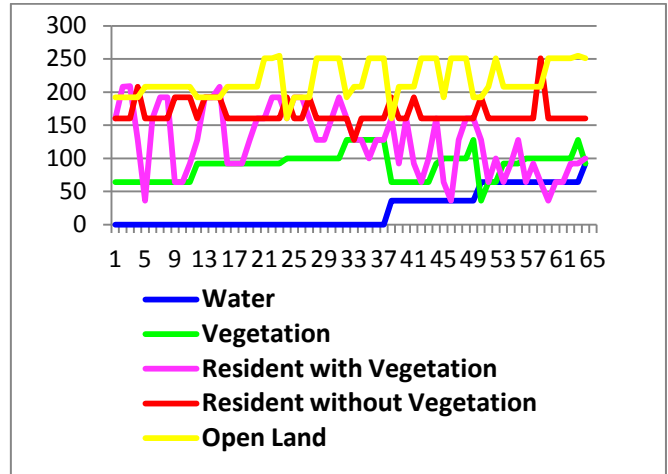 300
250
200
150
100
50
0
1 5 9 13 17 21 25 29 33 37 41 45 49 53 57 61 65
Water
Vegetation
Resident with Vegetation
Resident without Vegetation
Open Land